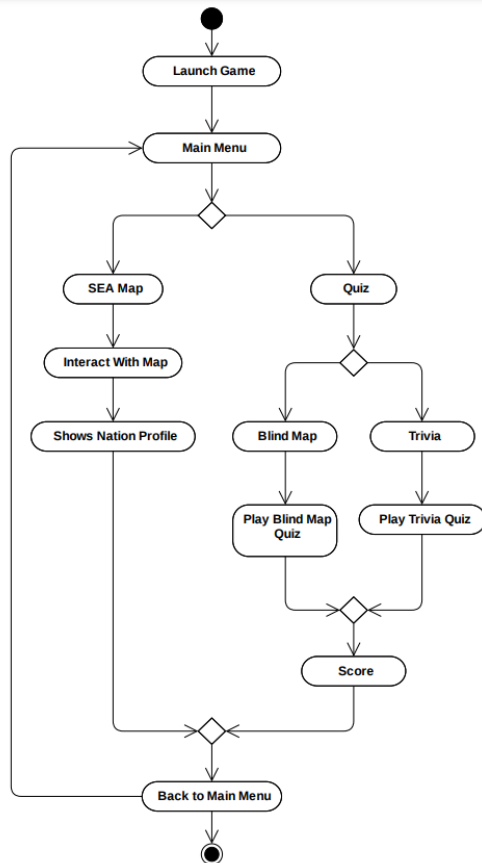 Launch Game
Main Menu
SEA Map
Quiz
Interact With Map
Shows Nation Profile
Blind Map
Trivia
Play Blind Map
Quiz
Play Trivia Quiz
Score
Back to Main Menu